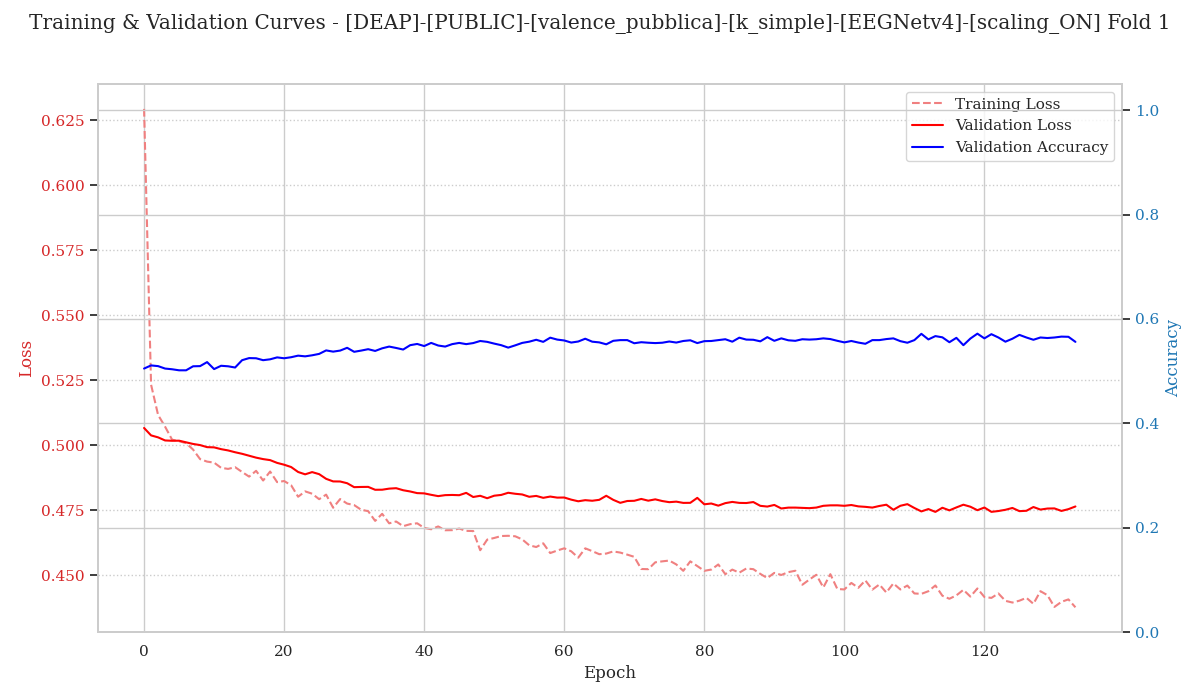 Training & Validation Curves - [DEAP]-[PUBLIC]-[valence_pubblica]-[k_simple]-[EEGNetv4]-[scaling_ON] Fold 1
Training Loss
Validation Loss
Validation Accuracy
0.625
0.600
0.575
0.550
0.525
0.500
0.475
0.450
Loss
1.0
0.8
0.6
0.4
0.2
0.0
Accuracy
0 20 40 60 80 100 120
Epoch